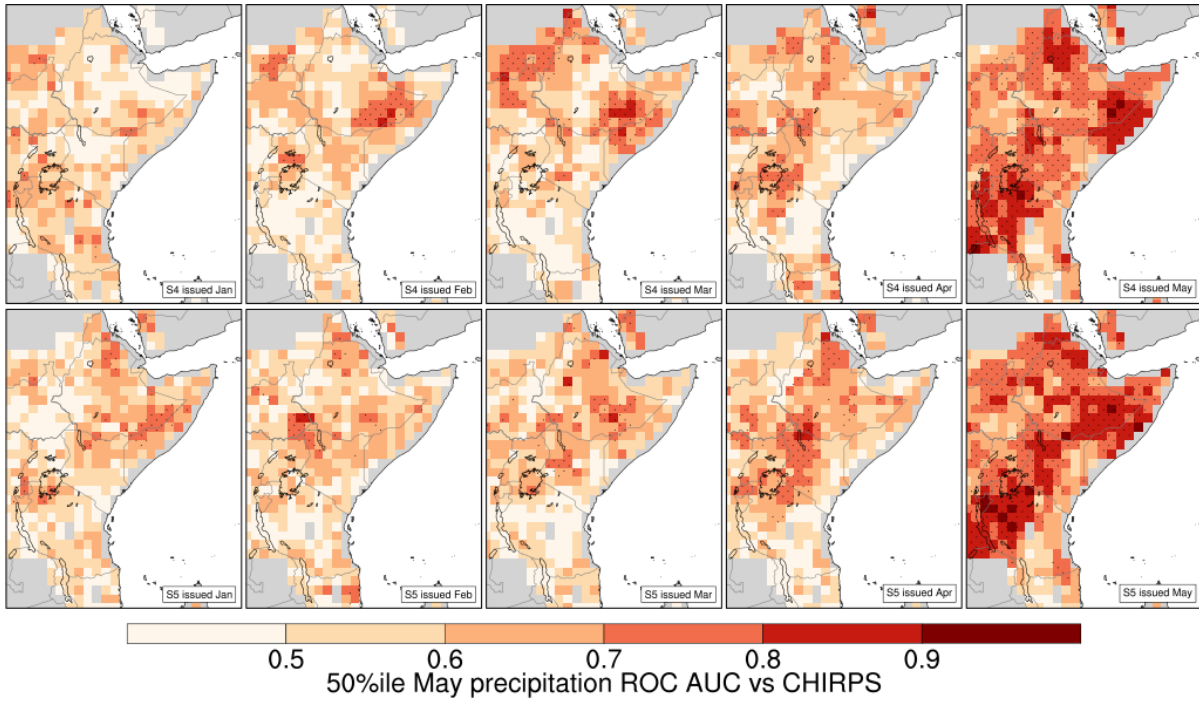 S4 issued Jan
S4 issued Feb
S4 issued Mar
S4 issued Apr
S4 issued May
S5 issued Jan
S5 issued Feb
S5 issued Mar
S5 issued Apr
S5 issued May
0.5 0.6 0.7 0.8 0.9
50%ile May precipitation ROC AUC vs CHIRPS